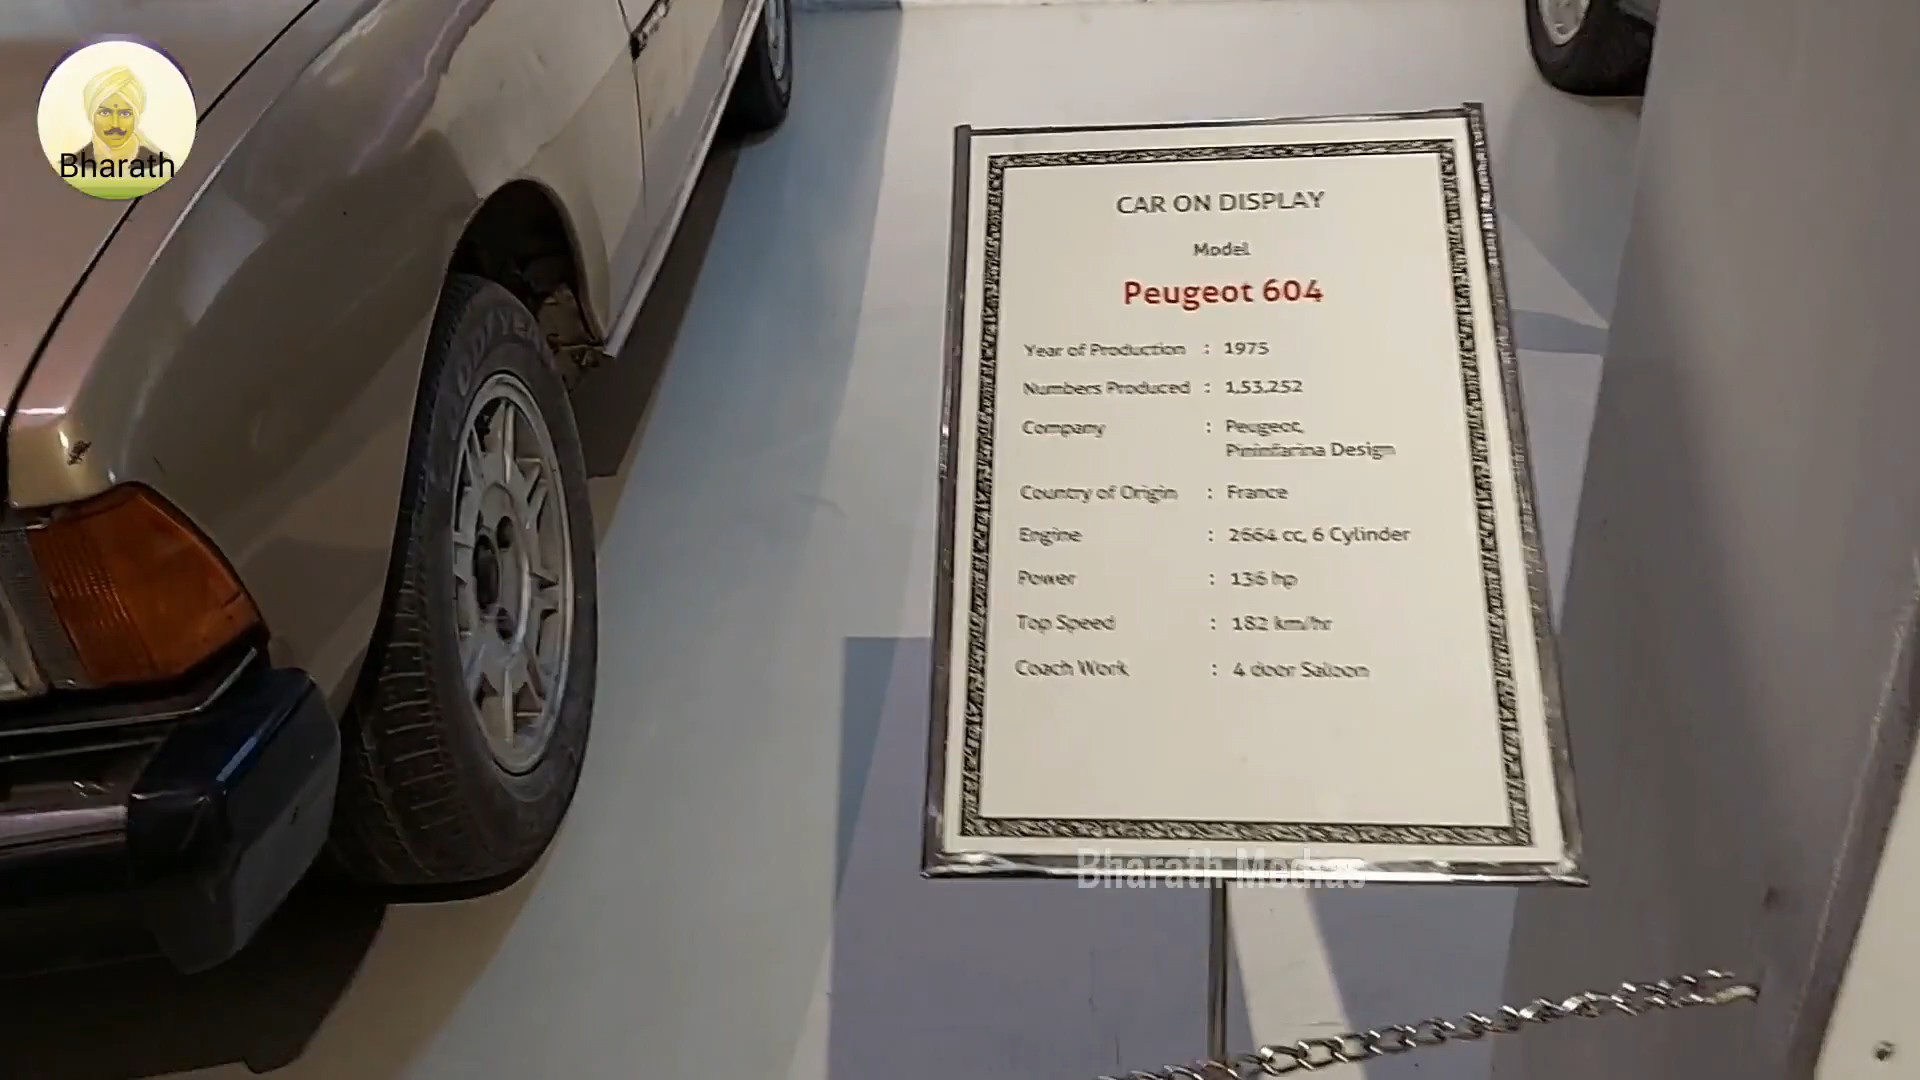 Bharath
GOODYEAR
CAR ON DISPLAY
Model
Peugeot 604
Year of Production : 1975
Numbers Produced : 1,53,252
Company : Peugeot,
Pininfarina Design
Country of Origin : France
Engine : 2664 cc, 6 Cylinder
Power : 136 hp
Top Speed : 182 km/hr
Coach Work : 4 door Saloon
Bharath Medias